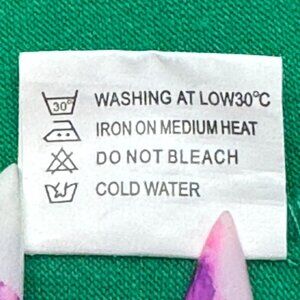 30° WASHING AT LOW30°C
IRON ON MEDIUM HEAT
DO NOT BLEACH
COLD WATER